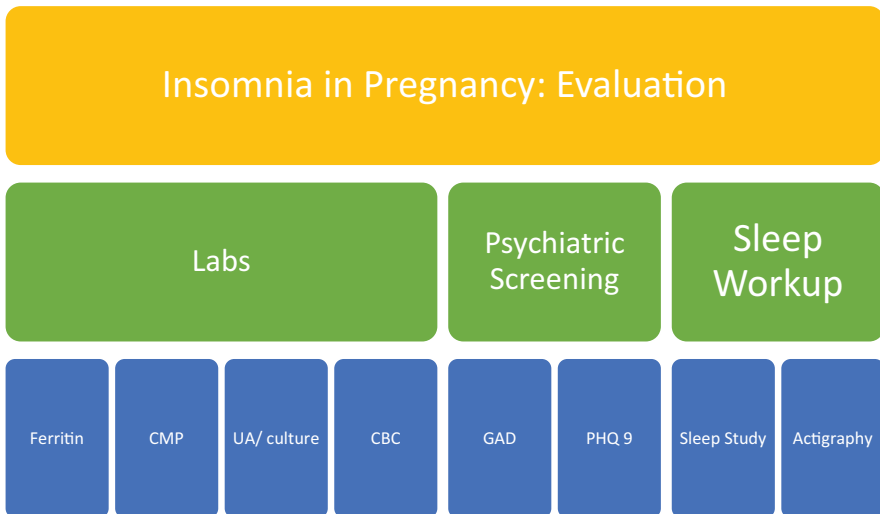 Insomnia in Pregnancy: Evaluation
Labs
Psychiatric
Screening
Sleep
Workup
Ferritin
CMP
UA/ culture
CBC
GAD
PHQ 9
Sleep Study
Actigraphy